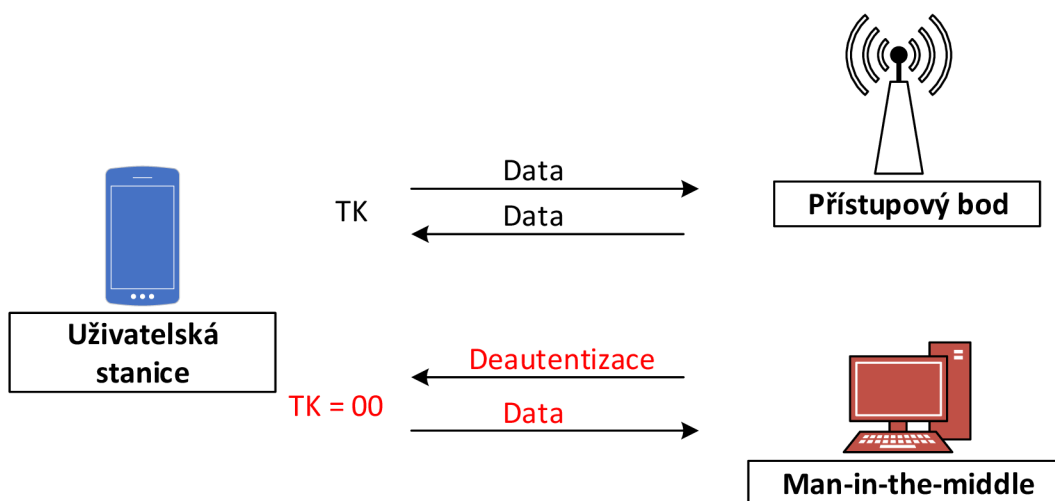 Data
TK
Data
Přístupový bod
Uživatelská
stanice
Deautentizace
TK = 00
Data
Man-in-the-middle